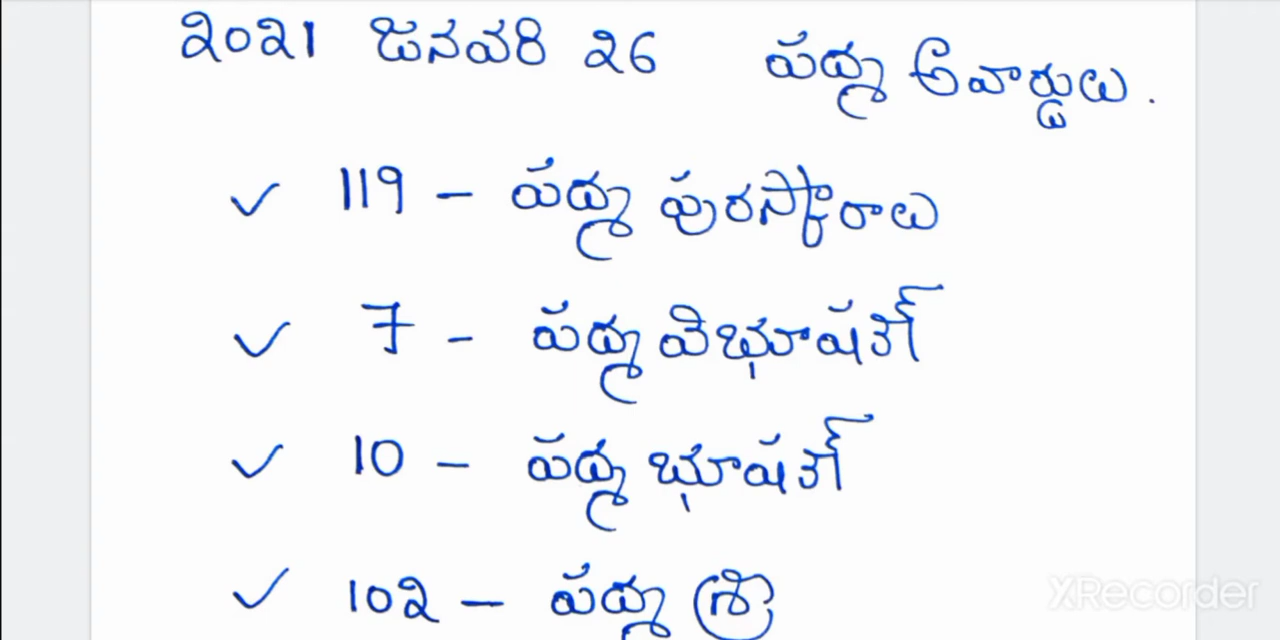 2021 జనవరి 26 పద్మ అవార్డులు.
✓ 119 - పద్మ పురస్కారాలు
✓ 7 - పద్మ విభూషణ్
✓ 10 - పద్మ భూషణ్
✓ 102 - పద్మ శ్రీ
XRecorder